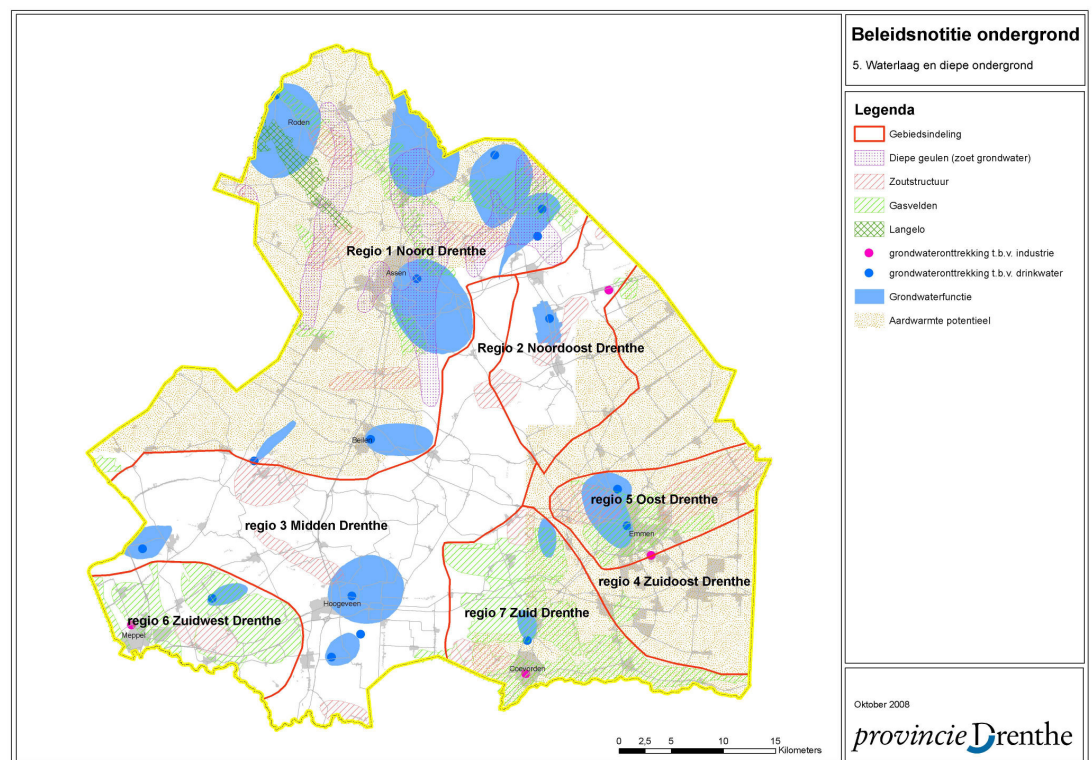 Beleidsnotitie ondergrond
5. Waterlaag en diepe ondergrond
Legenda
Gebiedsindeling
Diepe geulen (zoet grondwater)
Zoutstructuur
Gasvelden
Langelo
grondwateronttrekking t.b.v. industrie
grondwateronttrekking t.b.v. drinkwater
Grondwaterfunctie
Aardwarmte potentieel
Roden
Regio 1 Noord Drenthe
Assen
Regio 2 Noordoost Drenthe
Beilen
regio 5 Oost Drenthe
regio 3 Midden Drenthe
Emmen
regio 4 Zuidoost Drenthe
Hoogeveen
regio 7 Zuid Drenthe
regio 6 Zuidwest Drenthe
Meppel
Coevorden
0 2,5 5 10 15
Kilometers
Oktober 2008
provincie Drenthe